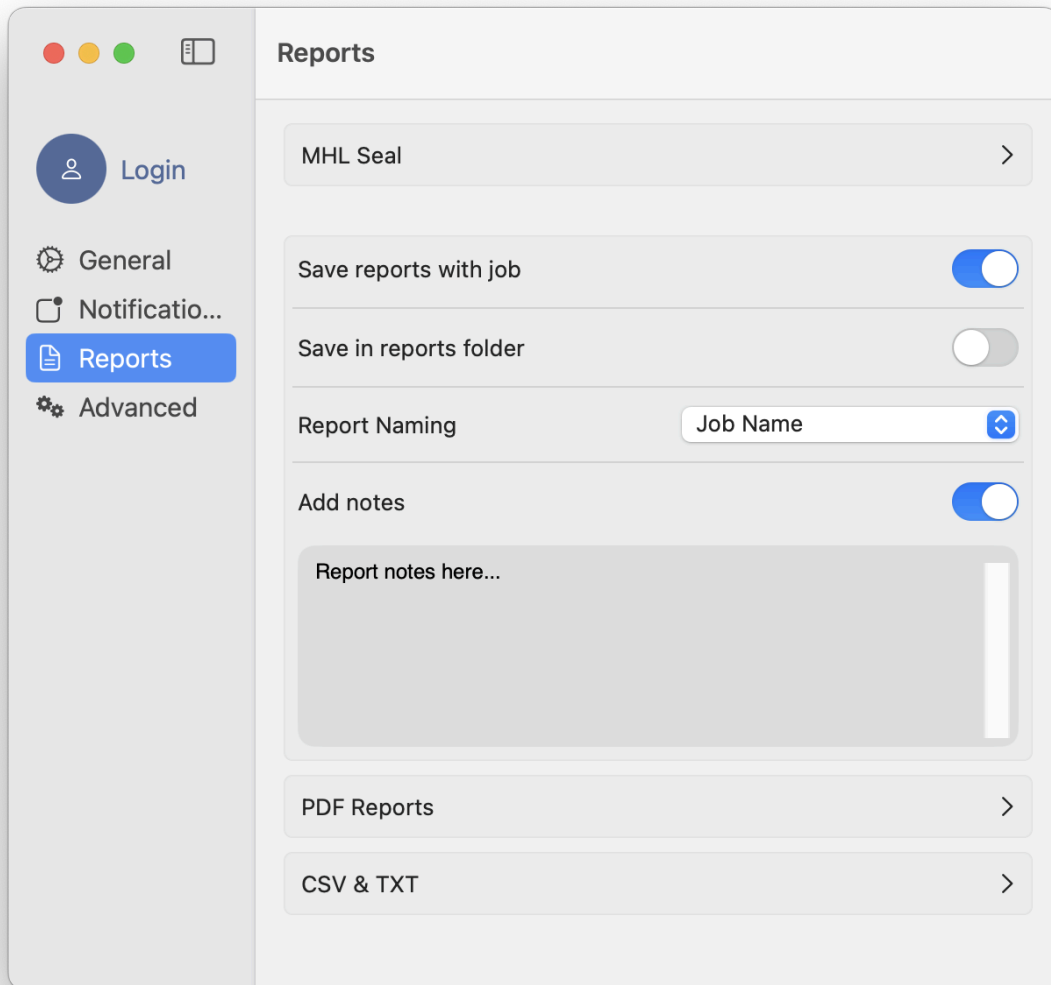 Reports
Login
General
Notificatio...
Reports
Advanced
MHL Seal
Save reports with job
Save in reports folder
Report Naming
Job Name
Add notes
Report notes here...
PDF Reports
CSV & TXT